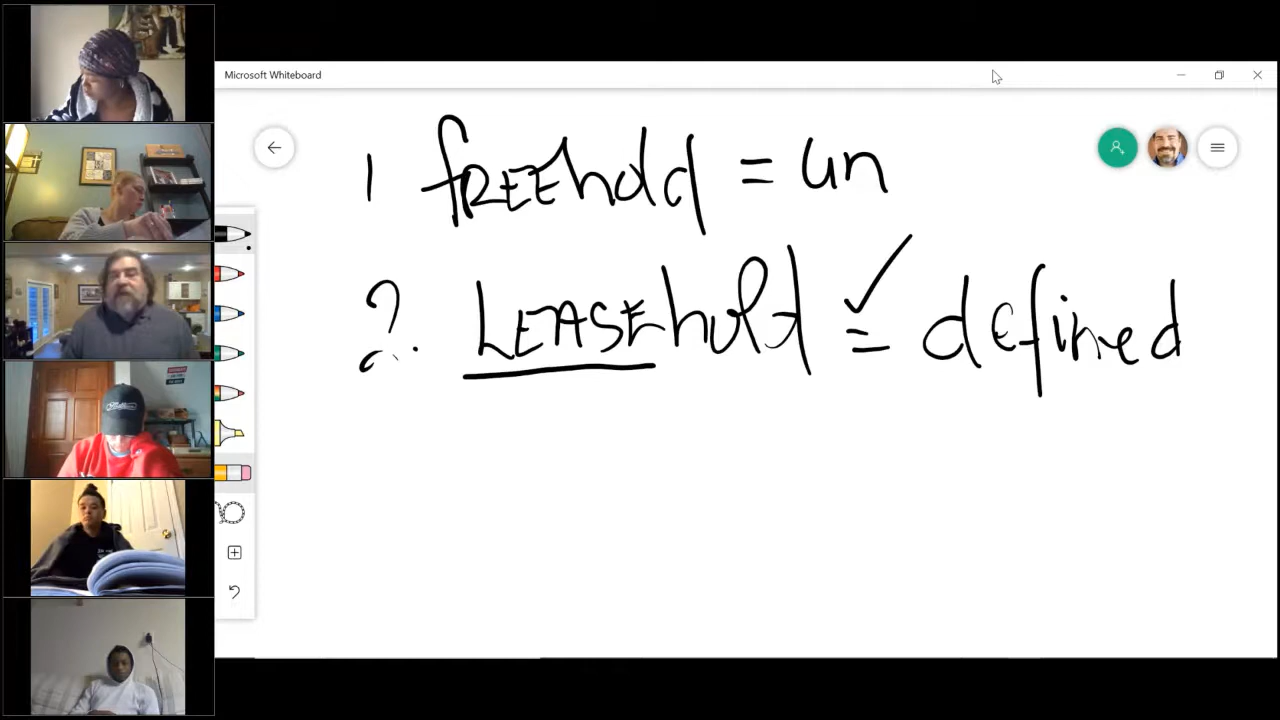 Microsoft Whiteboard
1 fREEhold = un
2. LEASEhold = defined